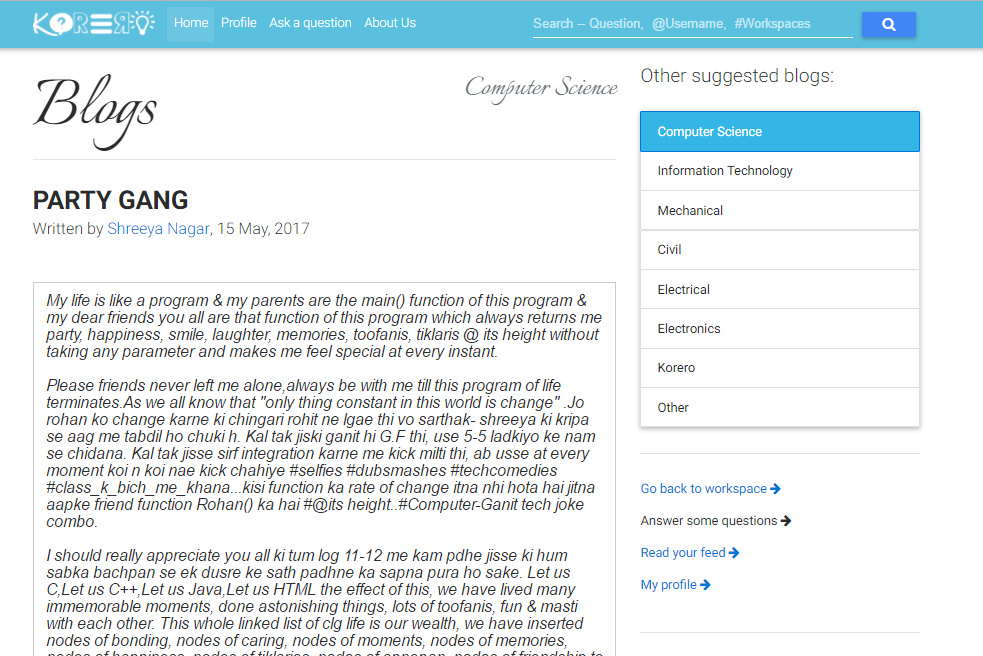 KORERO
Home Profile Ask a question About Us
Search – Question, @Username, #Workspaces
Blogs
Computer Science
PARTY GANG
Written by Shreeya Nagar, 15 May, 2017
My life is like a program & my parents are the main() function of this program &
my dear friends you all are that function of this program which always returns me
party, happiness, smile, laughter, memories, toofanis, tiklaris @ its height without
taking any parameter and makes me feel special at every instant.
Please friends never left me alone,always be with me till this program of life
terminates.As we all know that "only thing constant in this world is change" .Jo
rohan ko change karne ki chingari rohit ne lgae thi vo sarthak- shreeya ki kripa
se aag me tabdil ho chuki h. Kal tak jiski ganit hi G.F thi, use 5-5 ladkiyo ke nam
se chidana. Kal tak jisse sirf integration karne me kick milti thi, ab usse at every
moment koi n koi nae kick chahiye #selfies #dubsmashes #techcomedies
#class_k_bich_me_khana...kisi function ka rate of change itna nhi hota hai jitna
aapke friend function Rohan() ka hai #@its height..#Computer-Ganit tech joke
combo.
I should really appreciate you all ki tum log 11-12 me kam pdhe jisse ki hum
sabka bachpan se ek dusre ke sath padhne ka sapna pura ho sake. Let us
C,Let us C++,Let us Java,Let us HTML the effect of this, we have lived many
immemorable moments, done astonishing things, lots of toofanis, fun & masti
with each other. This whole linked list of clg life is our wealth, we have inserted
nodes of bonding, nodes of caring, nodes of moments, nodes of memories,
nodes of happiness, nodes of tiklaries, nodes of apnapan, nodes of friendship to
Other suggested blogs:
Computer Science
Information Technology
Mechanical
Civil
Electrical
Electronics
Korero
Other
Go back to workspace
Answer some questions
Read your feed
My profile